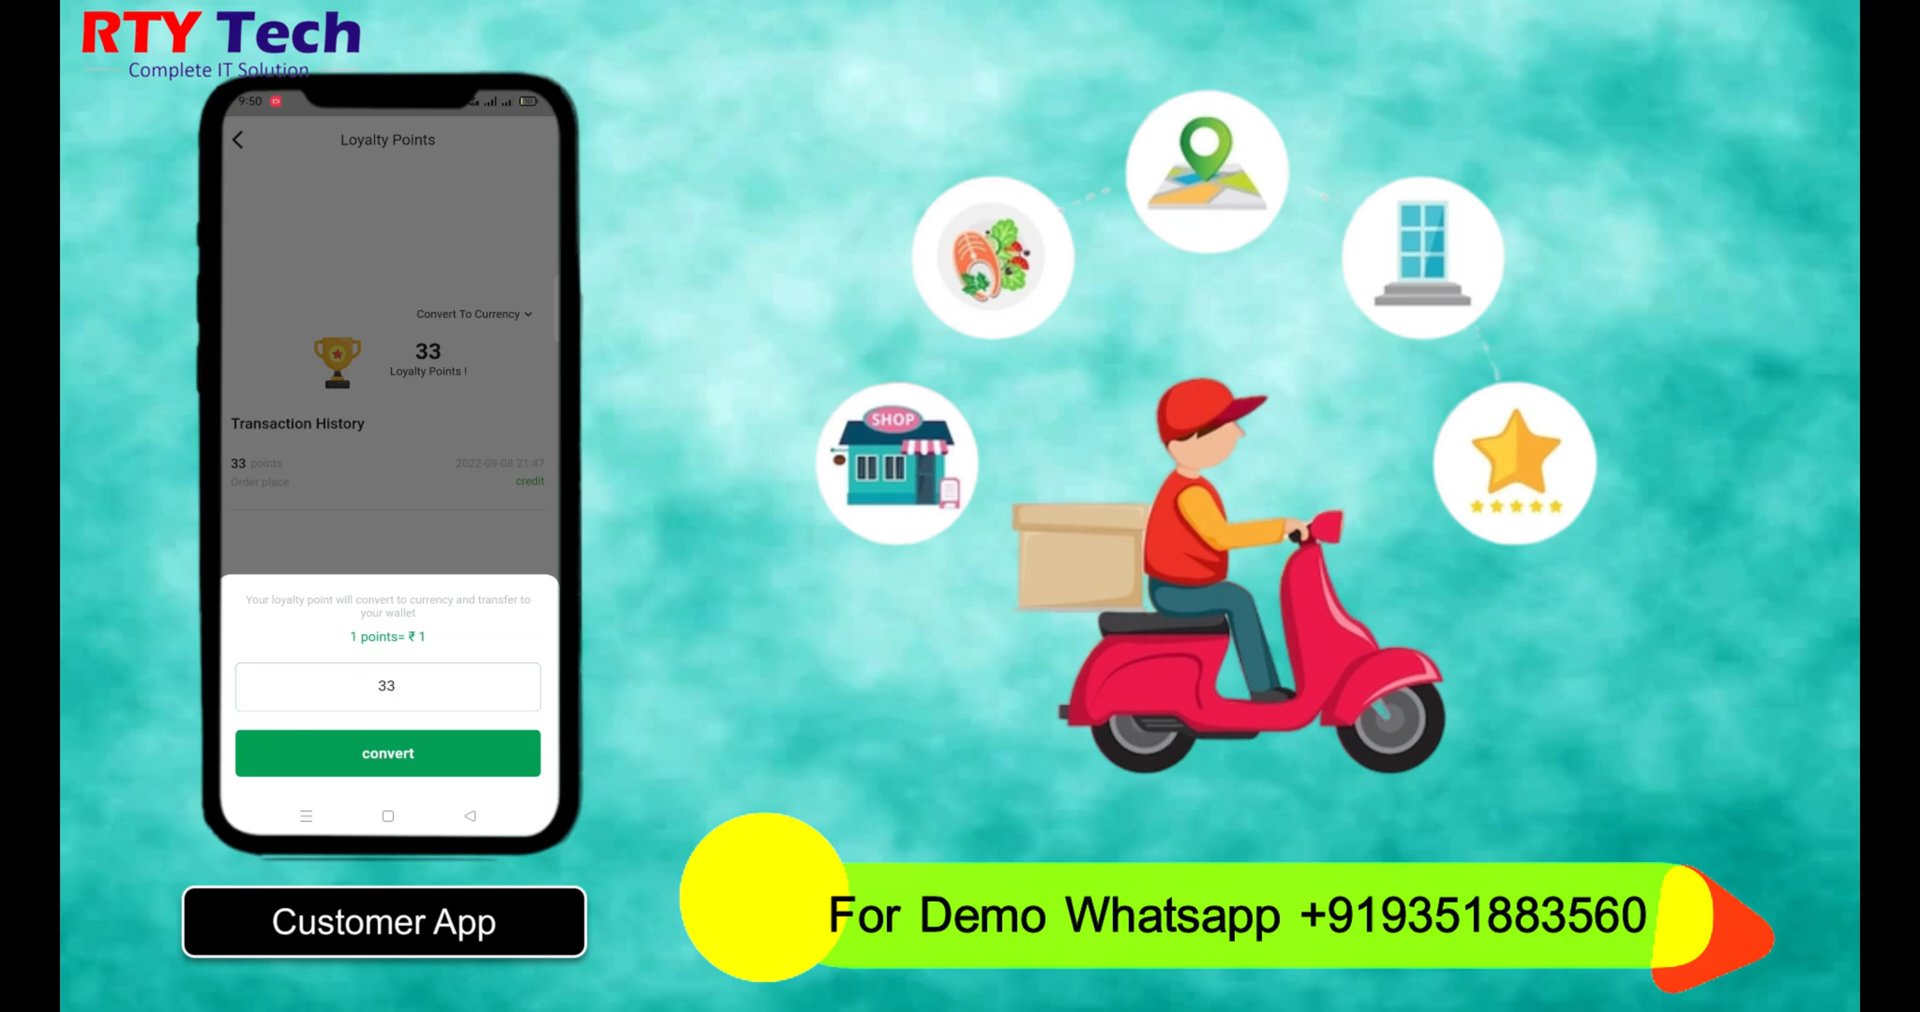 RTY Tech
Complete IT Solution
9:50
Loyalty Points
Convert To Currency
33
Loyalty Points !
Transaction History
33 points
2022-09-08 21:47
Order place
credit
Your loyalty point will convert to currency and transfer to
your wallet
1 points= ₹ 1
33
convert
Customer App
SHOP
For Demo Whatsapp +919351883560